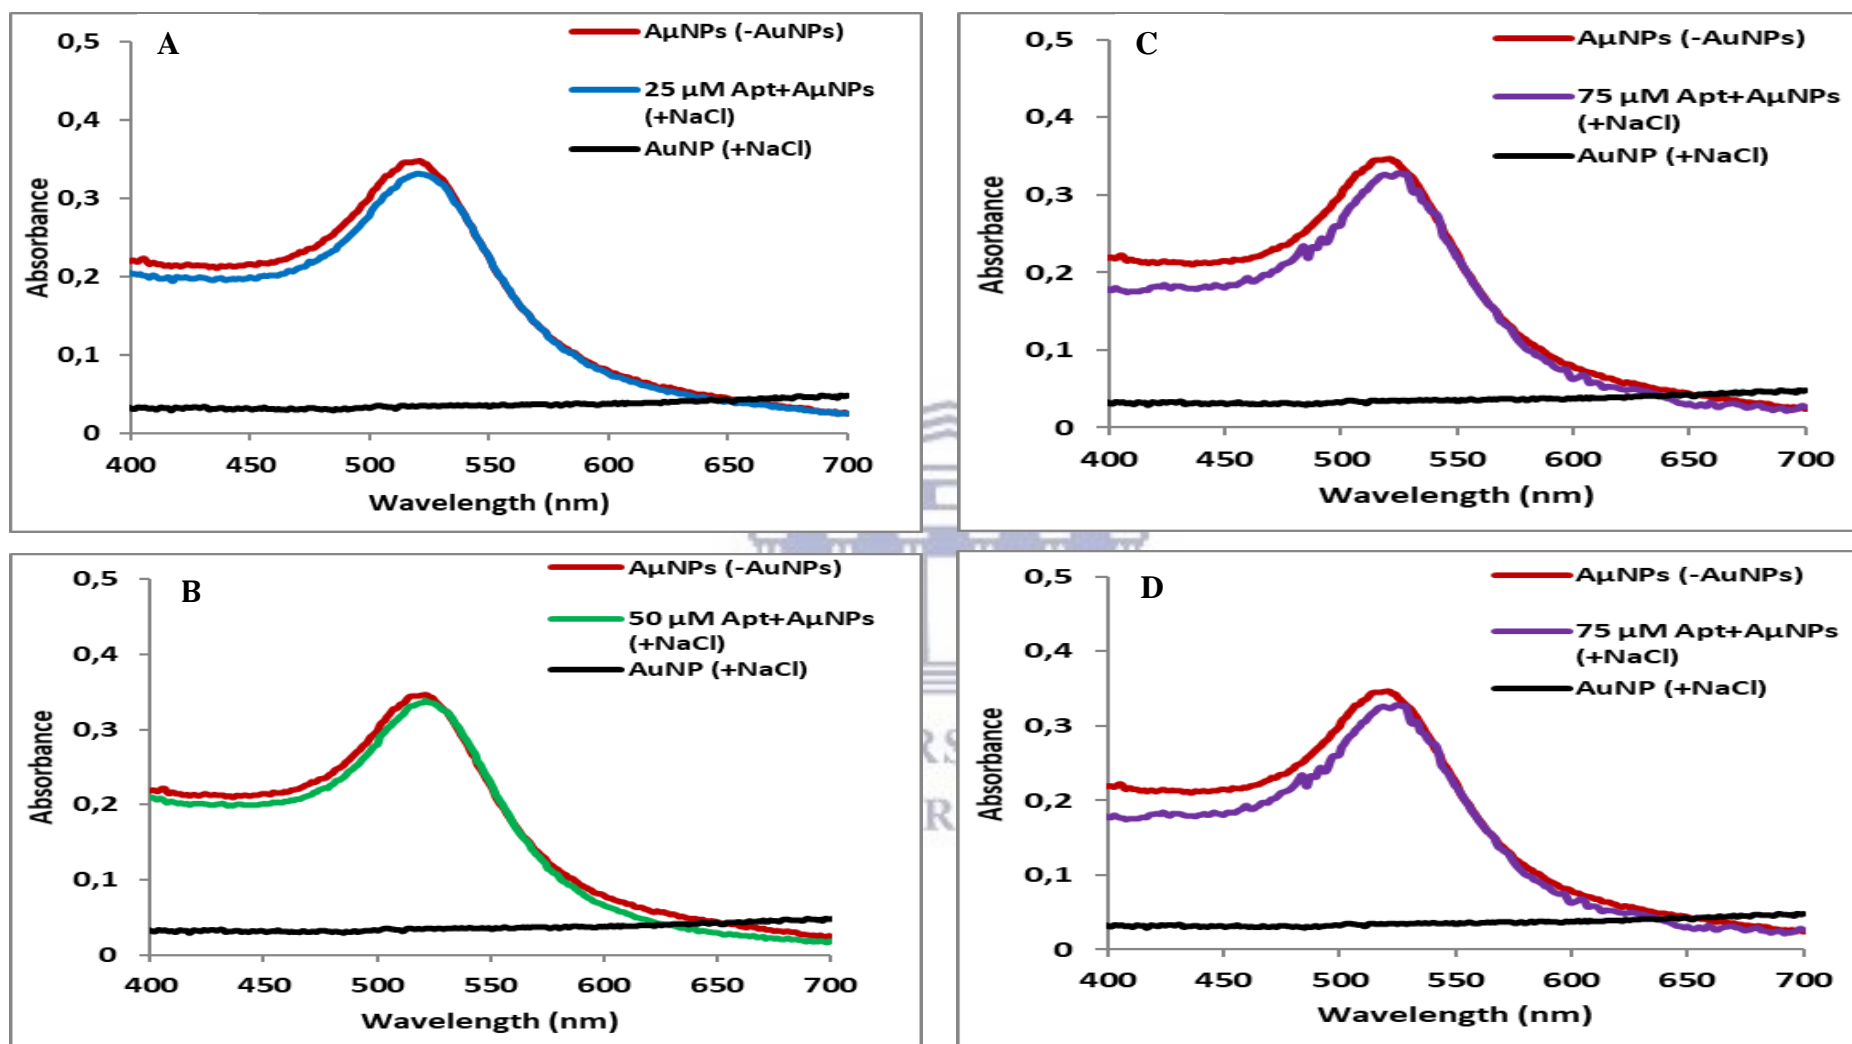 A
AµNPs (-AuNPs)
25 µM Apt+AµNPs
(+NaCl)
AuNP (+NaCl)
0,5
0,4
0,3
0,2
0,1
0
Absorbance
400 450 500 550 600 650 700
Wavelength (nm)
C
AµNPs (-AuNPs)
75 µM Apt+AµNPs
(+NaCl)
AuNP (+NaCl)
0,5
0,4
0,3
0,2
0,1
0
Absorbance
400 450 500 550 600 650 700
Wavelength (nm)
B
AµNPs (-AuNPs)
50 µM Apt+AµNPs
(+NaCl)
AuNP (+NaCl)
0,5
0,4
0,3
0,2
0,1
0
Absorbance
400 450 500 550 600 650 700
Wavelength (nm)
D
AµNPs (-AuNPs)
75 µM Apt+AµNPs
(+NaCl)
AuNP (+NaCl)
0,5
0,4
0,3
0,2
0,1
0
Absorbance
400 450 500 550 600 650 700
Wavelength (nm)